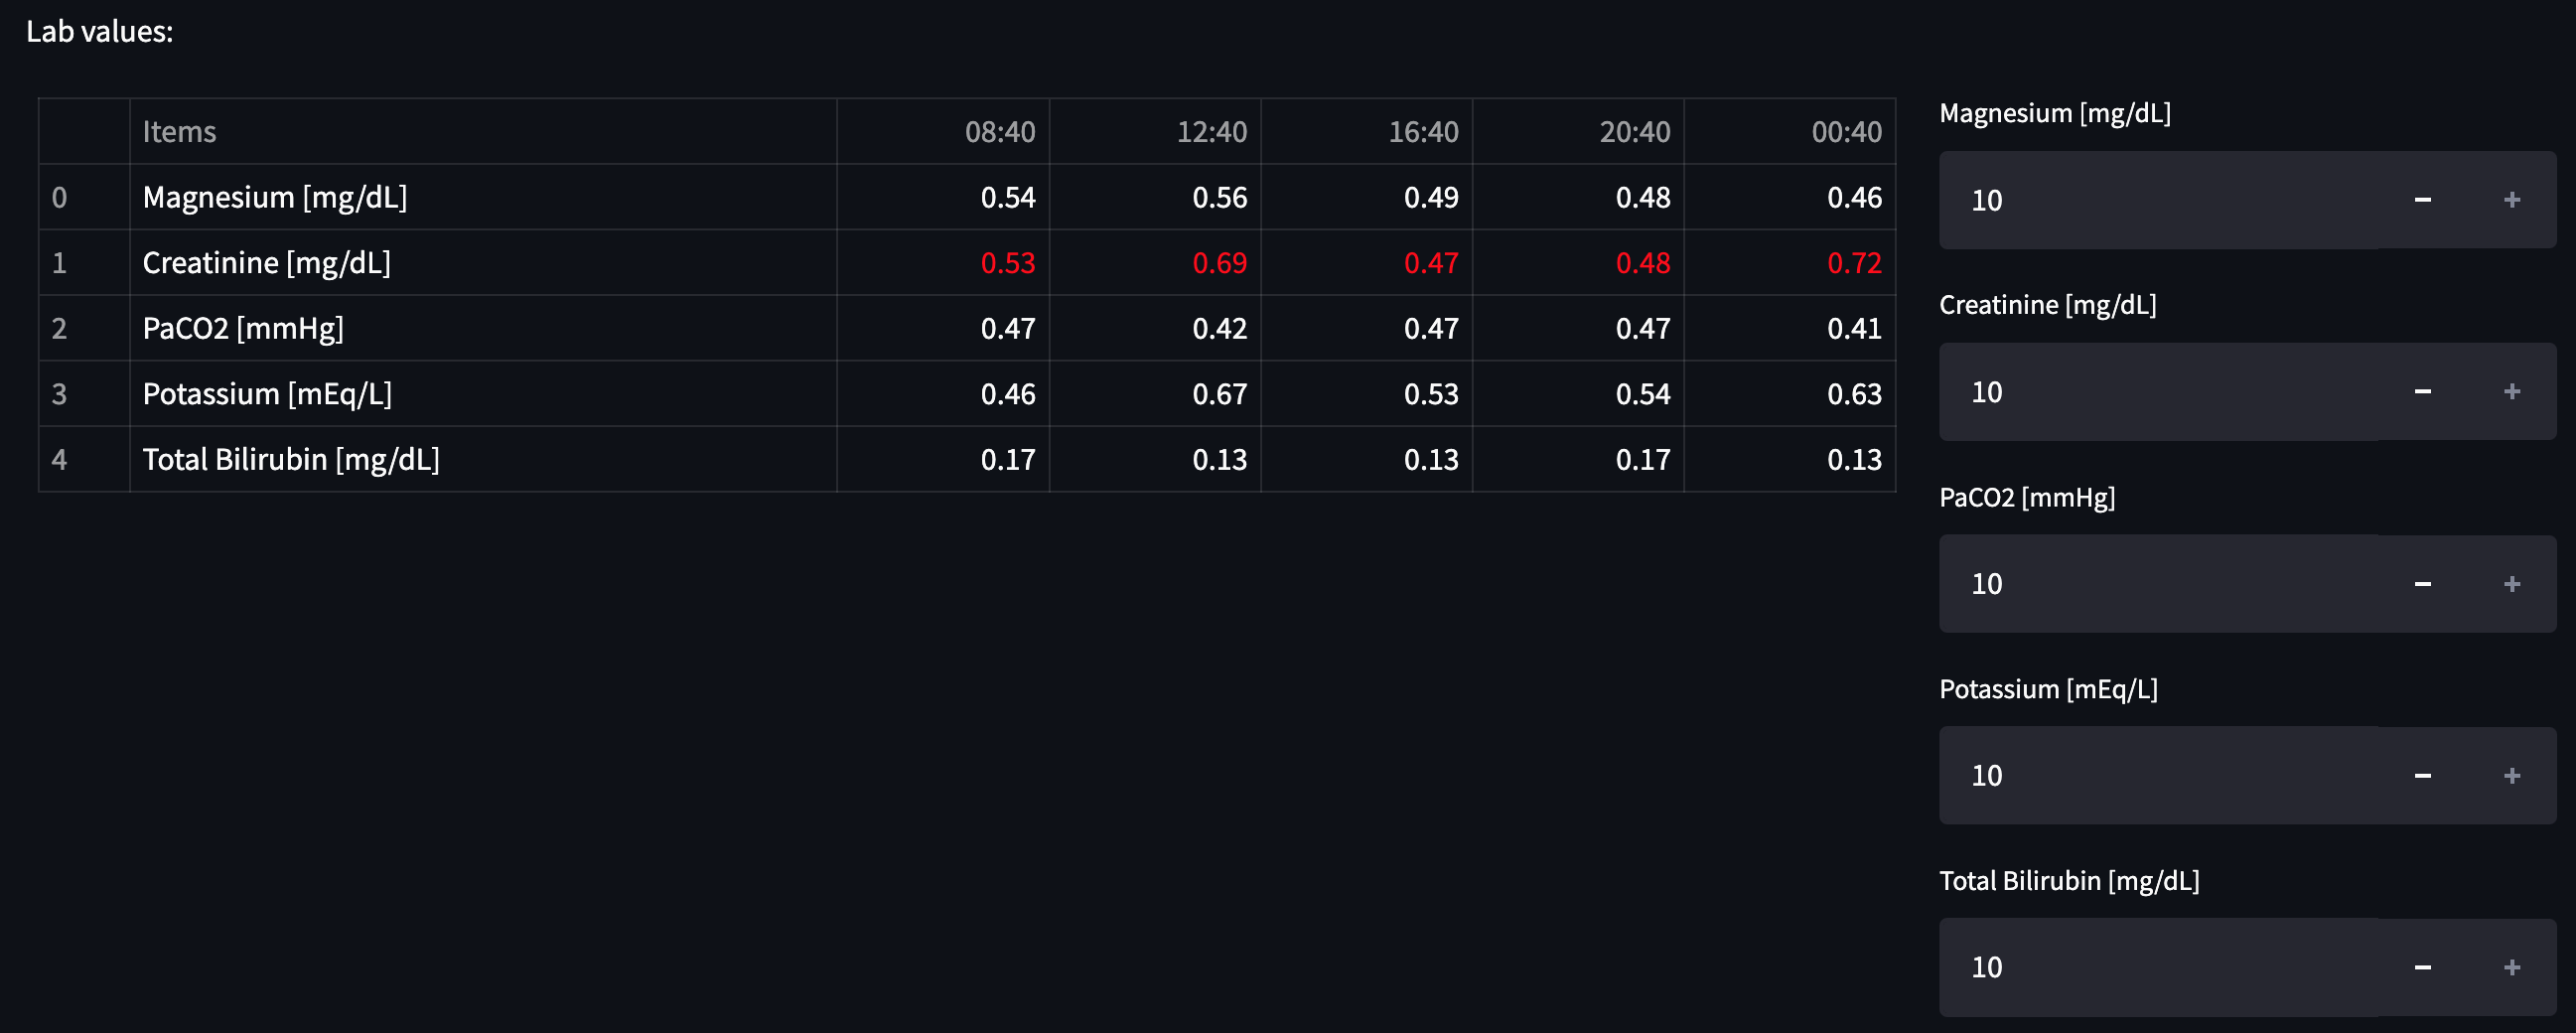 Lab values:
Items 08:40 12:40 16:40 20:40 00:40
0 Magnesium [mg/dL] 0.54 0.56 0.49 0.48 0.46
1 Creatinine [mg/dL] 0.53 0.69 0.47 0.48 0.72
2 PaCO2 [mmHg] 0.47 0.42 0.47 0.47 0.41
3 Potassium [mEq/L] 0.46 0.67 0.53 0.54 0.63
4 Total Bilirubin [mg/dL] 0.17 0.13 0.13 0.17 0.13
Magnesium [mg/dL]
10 − +
Creatinine [mg/dL]
10 − +
PaCO2 [mmHg]
10 − +
Potassium [mEq/L]
10 − +
Total Bilirubin [mg/dL]
10 − +